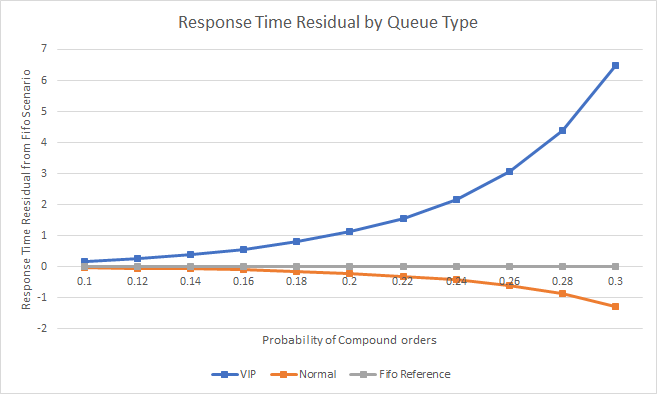 Response Time Residual by Queue Type
Response Time Reesidual from Fifo Scenario
7
6
5
4
3
2
1
0
-1
-2
0.1 0.12 0.14 0.16 0.18 0.2 0.22 0.24 0.26 0.28 0.3
Probability of Compound orders
VIP Normal Fifo Reference